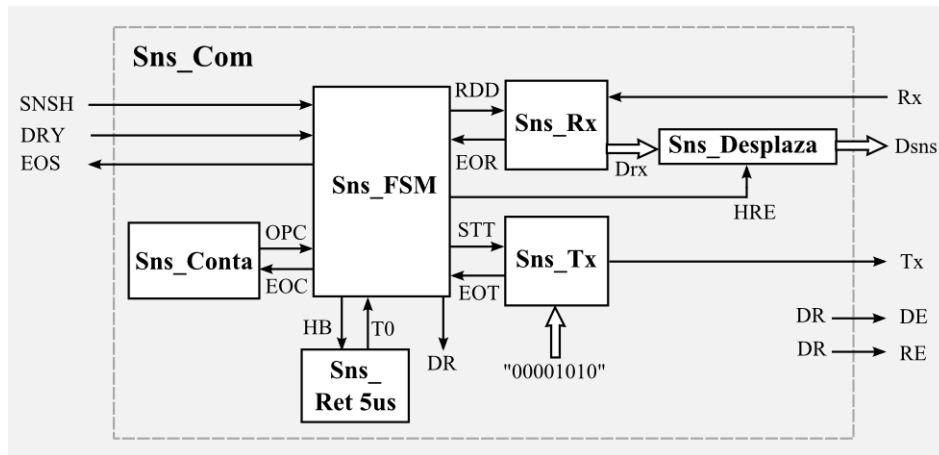 Sns_Com
SNSH
DRY
EOS
Sns_FSM
RDD
EOR
Sns_Rx
Rx
Drx
Sns_Desplaza
Dsns
HRE
Sns_Conta
OPC
EOC
STT
EOT
Sns_Tx
Tx
HB
T0
DR
Sns_
Ret 5us
"00001010"
DR
DE
DR
RE